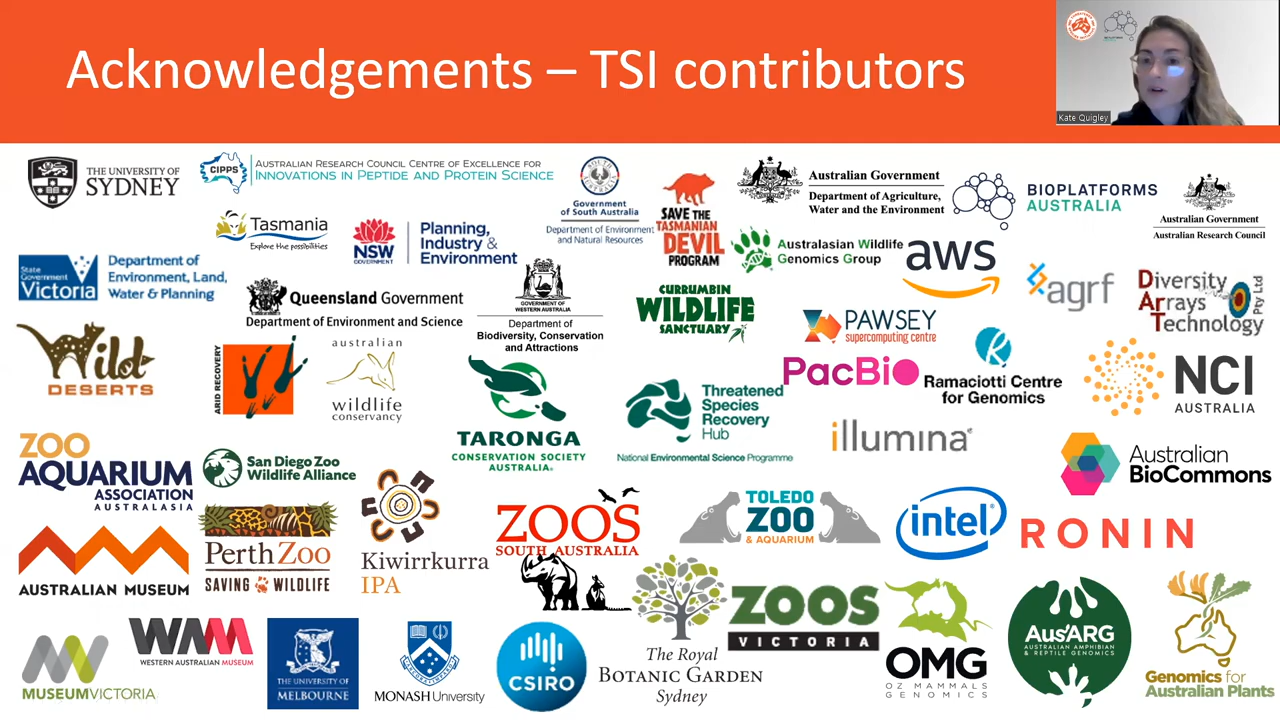 Acknowledgements – TSI contributors
Kate Quigley
THE UNIVERSITY OF
SYDNEY
CIPPS
AUSTRALIAN RESEARCH COUNCIL CENTRE OF EXCELLENCE FOR
INNOVATIONS IN PEPTIDE AND PROTEIN SCIENCE
SOUTH
AUSTRALIA
Government
of South Australia
Department of Environment
and Natural Resources
SAVE THE
TASMANIAN
DEVIL
PROGRAM
Australian Government
Department of Agriculture,
Water and the Environment
BIOPLATFORMS
AUSTRALIA
Australian Government
Australian Research Council
Tasmania
Explore the possibilities
NSW
GOVERNMENT
Planning,
Industry &
Environment
Australasian Wildlife
Genomics Group
aws
State
Government
Victoria
Department of
Environment, Land,
Water & Planning
Queensland Government
Department of Environment and Science
GOVERNMENT OF
WESTERN AUSTRALIA
Department of
Biodiversity, Conservation
and Attractions
CURRUMBIN
WILDLIFE
SANCTUARY
agrf
Diversity
Arrays
Technology
Pty Ltd
PAWSEY
supercomputing centre
Wild
DESERTS
ARID RECOVERY
australian
wildlife
conservancy
TARONGA
CONSERVATION SOCIETY
AUSTRALIA
Threatened
Species
Recovery
Hub
National Environmental Science Programme
PacBio
R
Ramaciotti Centre
for Genomics
NCI
AUSTRALIA
illumina
ZOO
AQUARIUM
ASSOCIATION
AUSTRALASIA
San Diego Zoo
Wildlife Alliance
Australian
BioCommons
Perth Zoo
SAVING WILDLIFE
Kiwirrkurra
IPA
ZOOS
SOUTH AUSTRALIA
TOLEDO
ZOO
& AQUARIUM
intel
RONIN
AUSTRALIAN MUSEUM
MUSEUMVICTORIA
WAM
WESTERN AUSTRALIAN MUSEUM
THE UNIVERSITY OF
MELBOURNE
MONASH University
CSIRO
The Royal
BOTANIC GARDEN
Sydney
ZOOS
VICTORIA
OMG
OZ MAMMALS
GENOMICS
Aus'ARG
AUSTRALIAN AMPHIBIAN
& REPTILE GENOMICS
Genomics for
Australian Plants